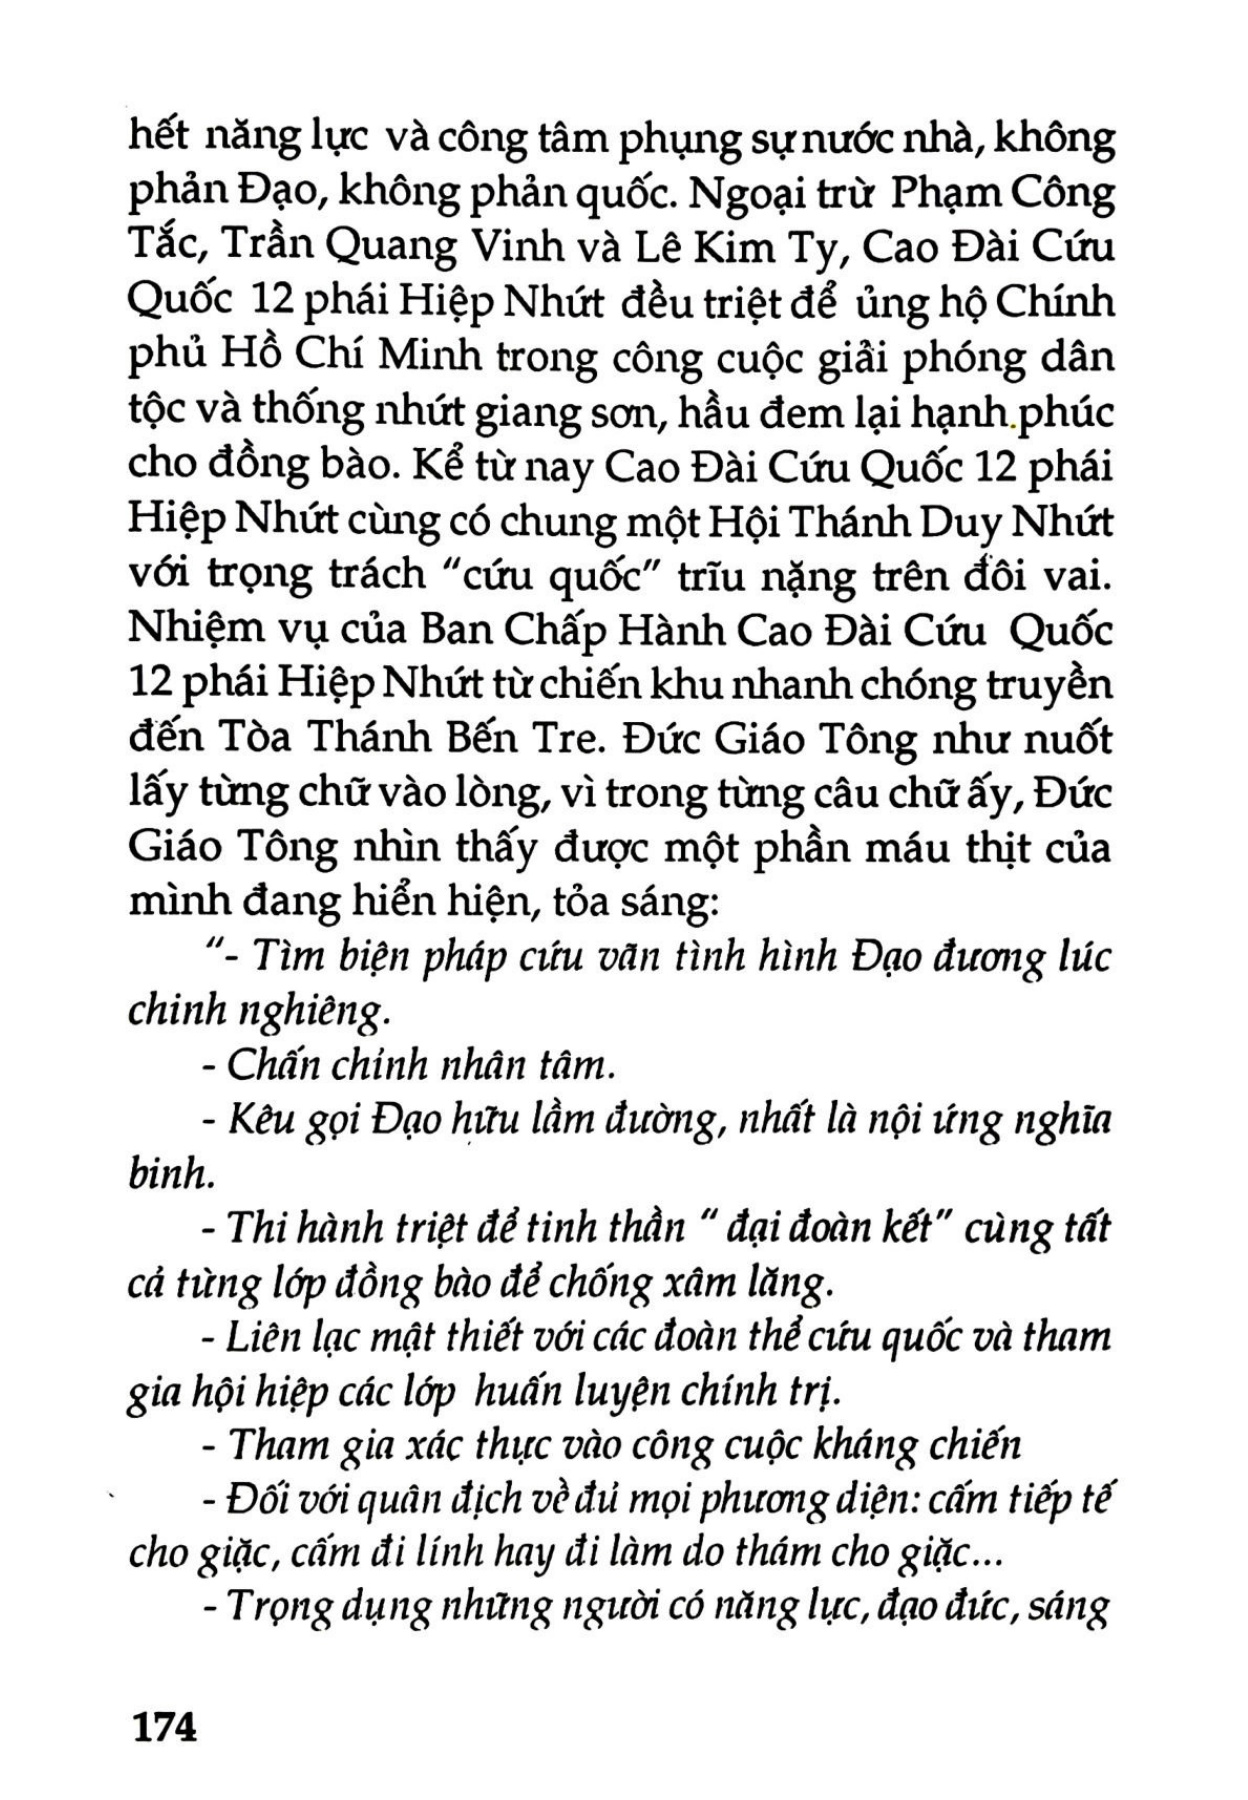 hết năng lực và công tâm phụng sự nước nhà, không
phản Đạo, không phản quốc. Ngoại trừ Phạm Công
Tắc, Trần Quang Vinh và Lê Kim Ty, Cao Đài Cứu
Quốc 12 phái Hiệp Nhứt đều triệt để ủng hộ Chính
phủ Hồ Chí Minh trong công cuộc giải phóng dân
tộc và thống nhứt giang sơn, hầu đem lại hạnh phúc
cho đồng bào. Kể từ nay Cao Đài Cứu Quốc 12 phái
Hiệp Nhứt cùng có chung một Hội Thánh Duy Nhứt
với trọng trách "cứu quốc" trĩu nặng trên đôi vai.
Nhiệm vụ của Ban Chấp Hành Cao Đài Cứu Quốc
12 phái Hiệp Nhứt từ chiến khu nhanh chóng truyền
đến Tòa Thánh Bến Tre. Đức Giáo Tông như nuốt
lấy từng chữ vào lòng, vì trong từng câu chữ ấy, Đức
Giáo Tông nhìn thấy được một phần máu thịt của
mình đang hiển hiện, tỏa sáng:
"- Tìm biện pháp cứu vãn tình hình Đạo đương lúc
chinh nghiêng.
- Chấn chỉnh nhân tâm.
- Kêu gọi Đạo hữu lầm đường, nhất là nội ứng nghĩa
binh.
- Thi hành triệt để tinh thần " đại đoàn kết" cùng tất
cả từng lớp đồng bào để chống xâm lăng.
- Liên lạc mật thiết với các đoàn thể cứu quốc và tham
gia hội hiệp các lớp huấn luyện chính trị.
- Tham gia xác thực vào công cuộc kháng chiến
- Đối với quân địch về đủ mọi phương diện: cấm tiếp tế
cho giặc, cấm đi lính hay đi làm do thám cho giặc...
- Trọng dụng những người có năng lực, đạo đức, sáng
174